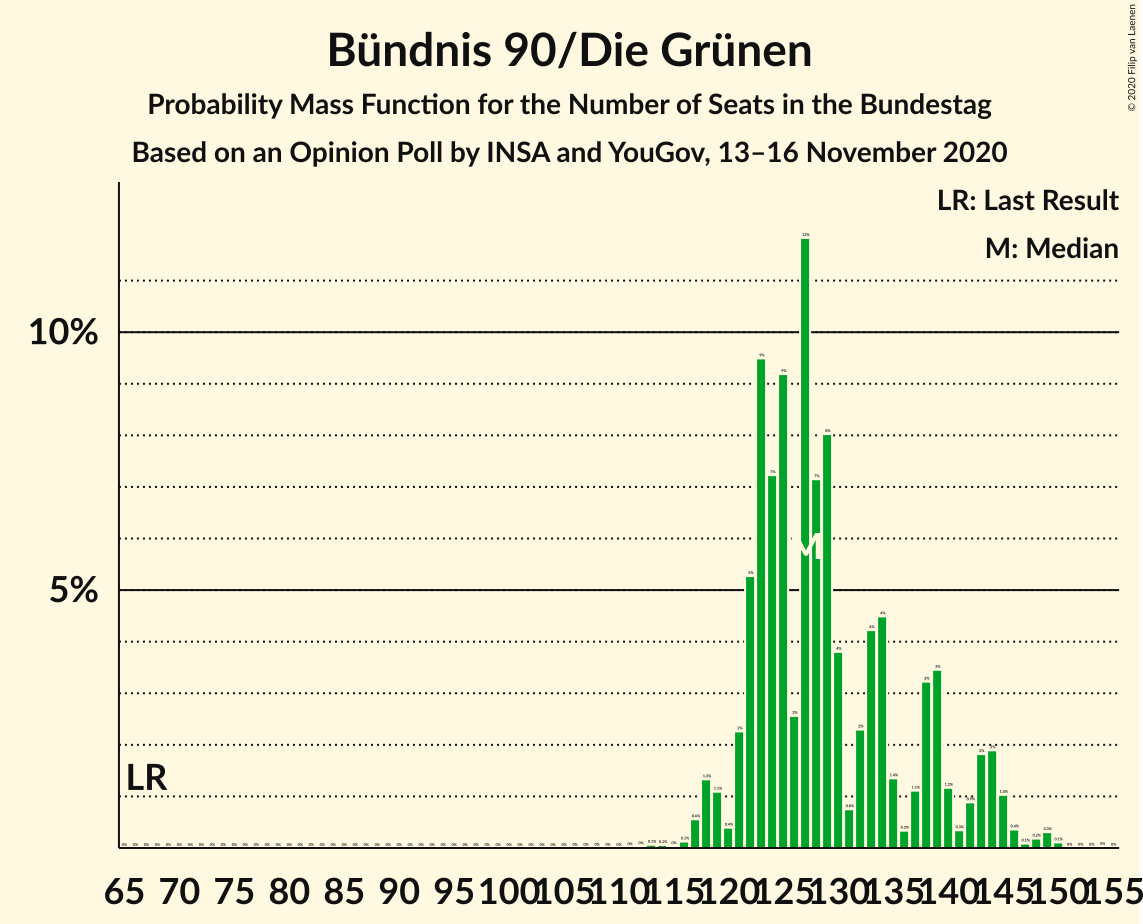 Bündnis 90/Die Grünen
Probability Mass Function for the Number of Seats in the Bundestag
Based on an Opinion Poll by INSA and YouGov, 13–16 November 2020
© 2020 Filip van Laenen
LR: Last Result
M: Median
10%
5%
LR
M
65 70 75 80 85 90 95 100 105 110 115 120 125 130 135 140 145 150 155